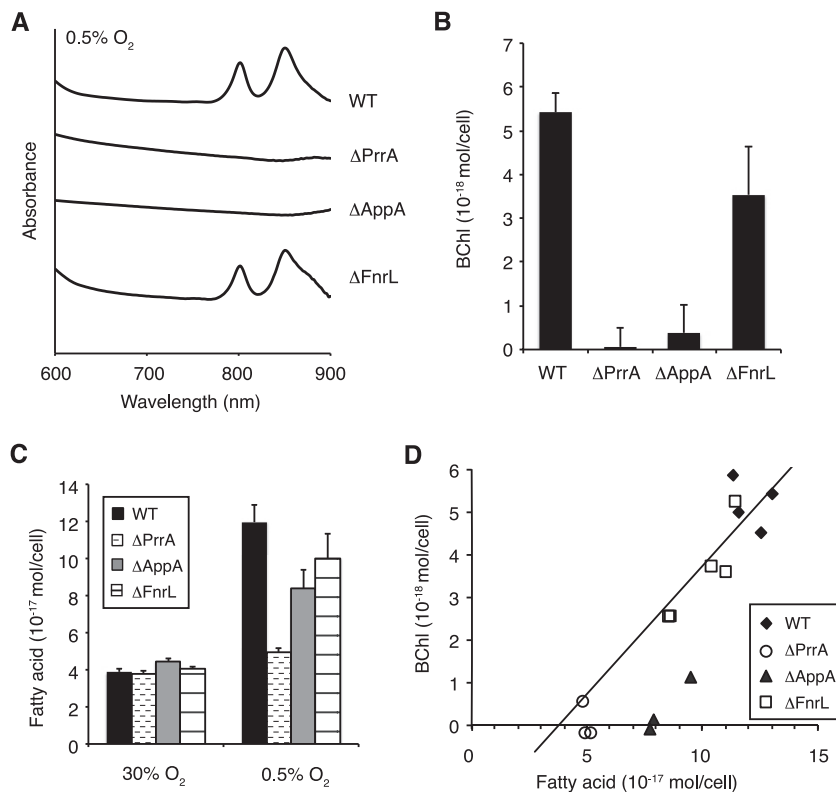 A
0.5% O2
WT
ΔPrrA
ΔAppA
ΔFnrL
Absorbance
600 700 800 900
Wavelength (nm)
B
7
6
5
4
3
2
1
0
BChl (10-18 mol/cell)
WT ΔPrrA ΔAppA ΔFnrL
C
14
12
10
8
6
4
2
0
Fatty acid (10-17 mol/cell)
WT
ΔPrrA
ΔAppA
ΔFnrL
30% O2 0.5% O2
D
6
5
4
3
2
1
0
BChl (10-18 mol/cell)
WT
ΔPrrA
ΔAppA
ΔFnrL
0 5 10 15
Fatty acid (10-17 mol/cell)